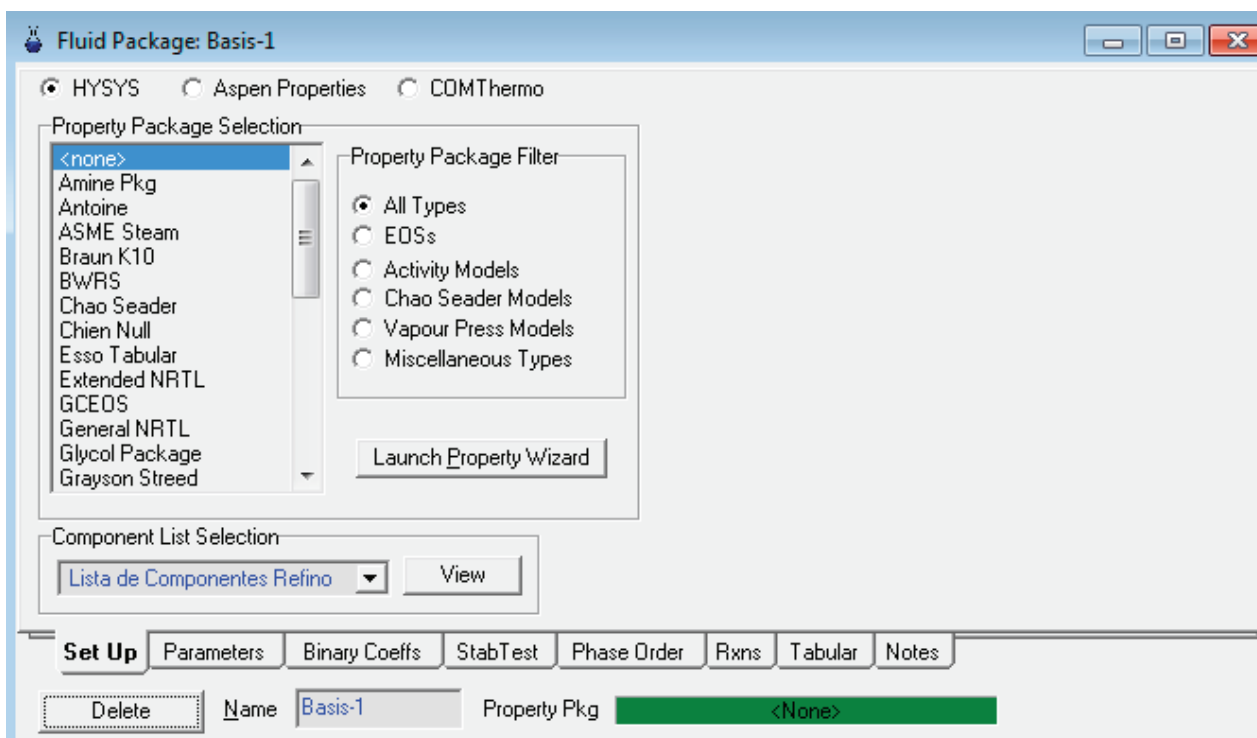 Fluid Package: Basis-1
HYSYS Aspen Properties COMThermo
Property Package Selection
<none>
Amine Pkg
Antoine
ASME Steam
Braun K10
BWRS
Chao Seader
Chien Null
Esso Tabular
Extended NRTL
GCEOS
General NRTL
Glycol Package
Grayson Streed
Property Package Filter
All Types
EOSs
Activity Models
Chao Seader Models
Vapour Press Models
Miscellaneous Types
Launch Property Wizard
Component List Selection
Lista de Componentes Refino View
Set Up Parameters Binary Coeffs StabTest Phase Order Rxns Tabular Notes
Delete Name Basis-1 Property Pkg <None>